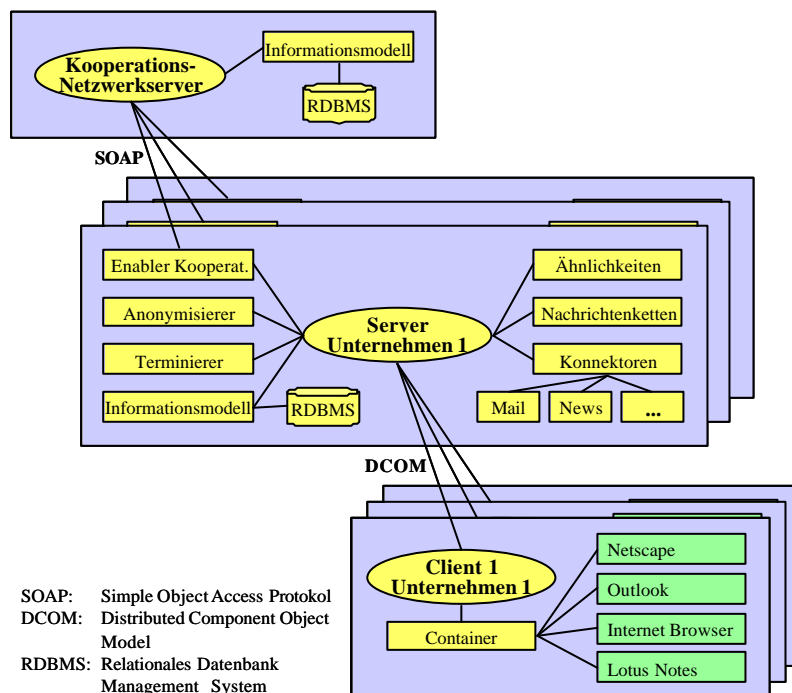 Kooperations-
Netzwerkserver
Informationsmodell
RDBMS
SOAP
Enabler Kooperat.
Anonymisierer
Terminierer
Informationsmodell
RDBMS
Server
Unternehmen 1
Ähnlichkeiten
Nachrichtenketten
Konnektoren
Mail
News
...
DCOM
Client 1
Unternehmen 1
Container
Netscape
Outlook
Internet Browser
Lotus Notes
SOAP: Simple Object Access Protokol
DCOM: Distributed Component Object
Model
RDBMS: Relationales Datenbank
Management System